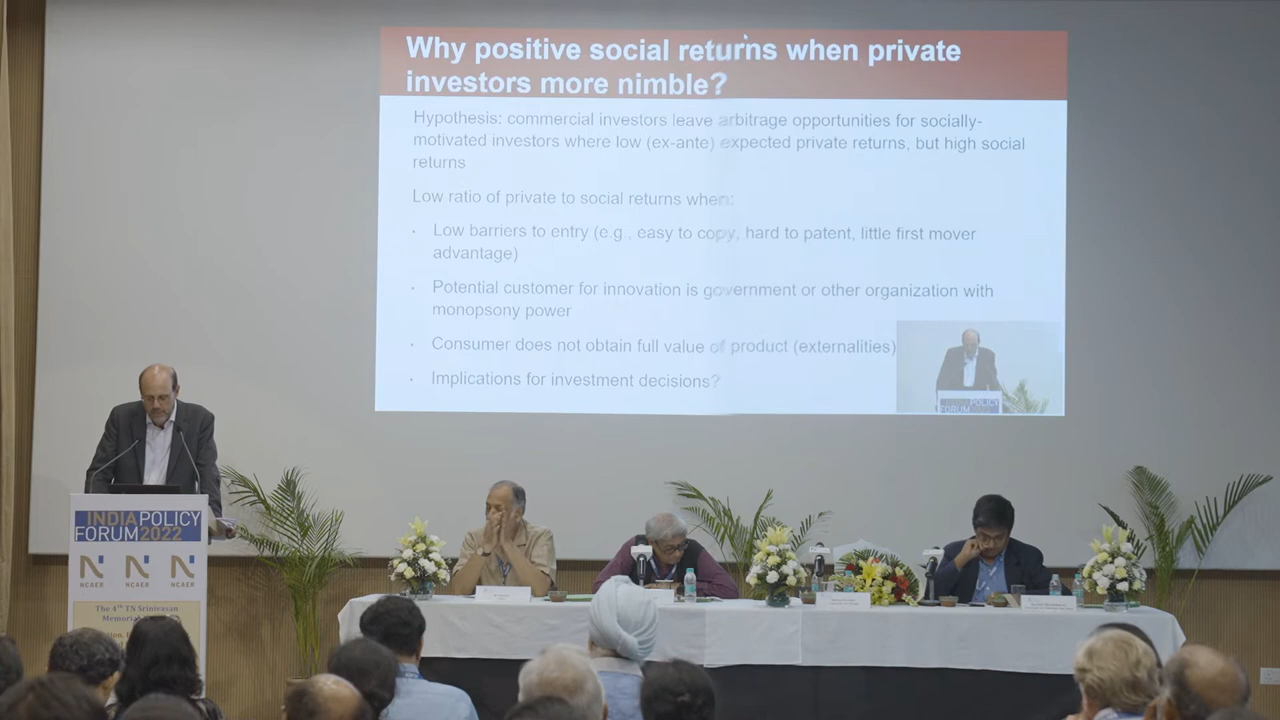 Why positive social returns when private
investors more nimble?
Hypothesis: commercial investors leave arbitrage opportunities for socially-
motivated investors where low (ex-ante) expected private returns, but high social
returns
Low ratio of private to social returns when:
· Low barriers to entry (e.g., easy to copy, hard to patent, little first mover
advantage)
· Potential customer for innovation is government or other organization with
monopsony power
· Consumer does not obtain full value of product (externalities)
· Implications for investment decisions?
INDIA POLICY
FORUM
INDIAPOLICY
FORUM2022
NCAER NCAER NCAER
The 4th TN Srinivasan
Memorial